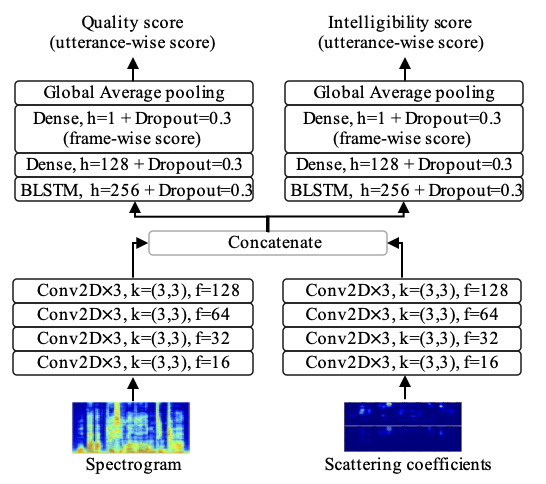 Quality score
(utterance-wise score)
Intelligibility score
(utterance-wise score)
Global Average pooling
Dense, h=1 + Dropout=0.3
(frame-wise score)
Dense, h=128 + Dropout=0.3
BLSTM, h=256 + Dropout=0.3
Global Average pooling
Dense, h=1 + Dropout=0.3
(frame-wise score)
Dense, h=128 + Dropout=0.3
BLSTM, h=256 + Dropout=0.3
Concatenate
Conv2D×3, k=(3,3), f=128
Conv2D×3, k=(3,3), f=64
Conv2D×3, k=(3,3), f=32
Conv2D×3, k=(3,3), f=16
Spectrogram
Conv2D×3, k=(3,3), f=128
Conv2D×3, k=(3,3), f=64
Conv2D×3, k=(3,3), f=32
Conv2D×3, k=(3,3), f=16
Scattering coefficients